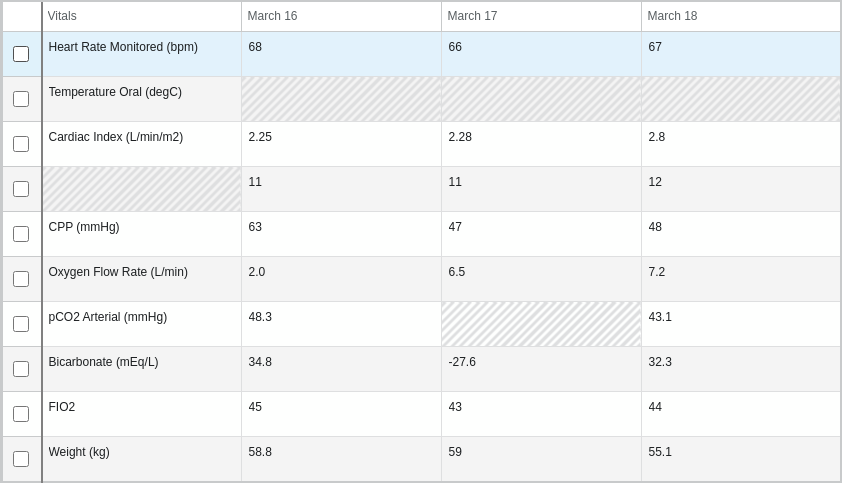 Vitals March 16 March 17 March 18
Heart Rate Monitored (bpm) 68 66 67
Temperature Oral (degC)
Cardiac Index (L/min/m2) 2.25 2.28 2.8
11 11 12
CPP (mmHg) 63 47 48
Oxygen Flow Rate (L/min) 2.0 6.5 7.2
pCO2 Arterial (mmHg) 48.3 43.1
Bicarbonate (mEq/L) 34.8 -27.6 32.3
FIO2 45 43 44
Weight (kg) 58.8 59 55.1